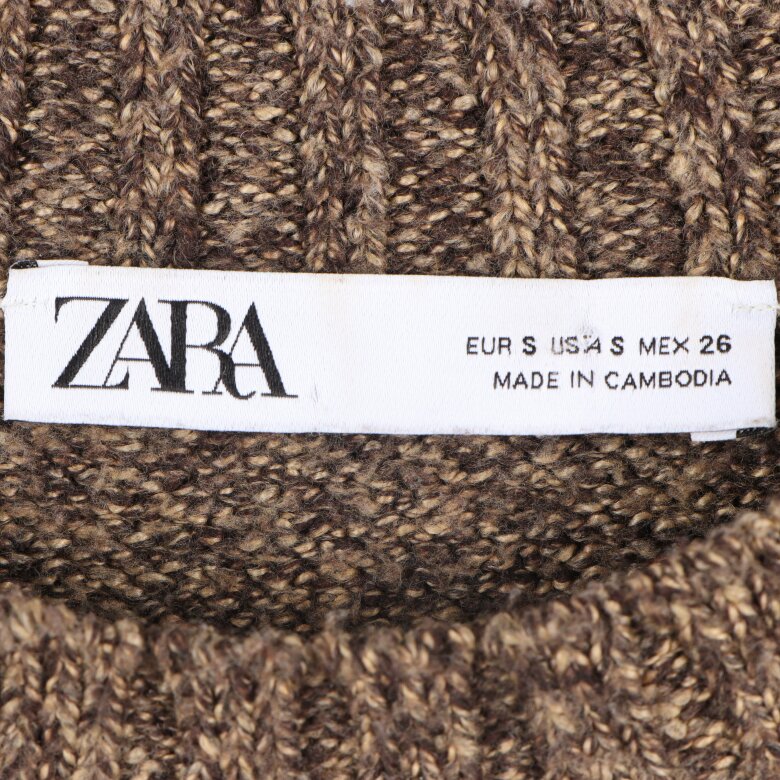 ZARA
EUR S USA S MEX 26
MADE IN CAMBODIA